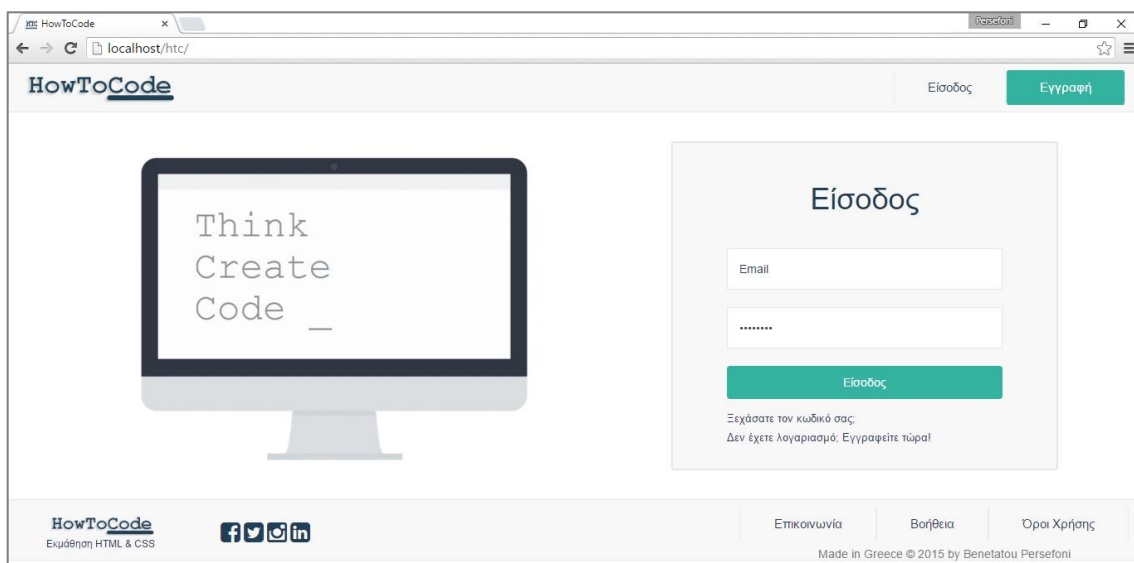 HTC HowToCode
Persefoni
localhost/htc/
HowToCode
Είσοδος
Εγγραφή
Think
Create
Code _
Είσοδος
Email
••••••••
Είσοδος
Ξεχάσατε τον κωδικό σας;
Δεν έχετε λογαριασμό; Εγγραφείτε τώρα!
HowToCode
Εκμάθηση HTML & CSS
Επικοινωνία
Βοήθεια
Όροι Χρήσης
Made in Greece © 2015 by Benetatou Persefoni